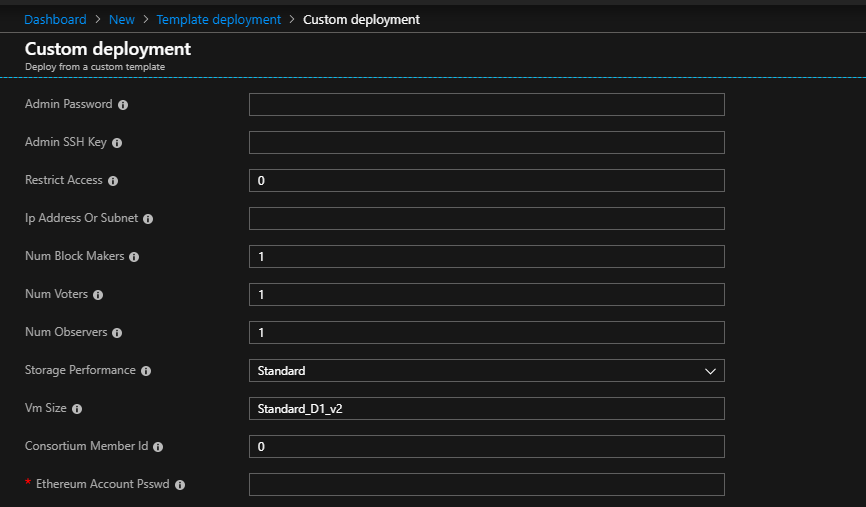 Dashboard > New > Template deployment > Custom deployment
Custom deployment
Deploy from a custom template
Admin Password
Admin SSH Key
Restrict Access 0
Ip Address Or Subnet
Num Block Makers 1
Num Voters 1
Num Observers 1
Storage Performance Standard
Vm Size Standard_D1_v2
Consortium Member Id 0
* Ethereum Account Psswd